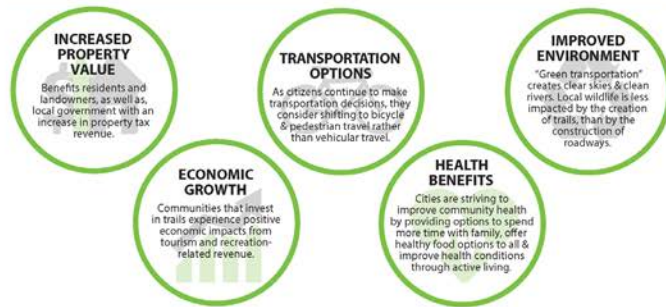 INCREASED
PROPERTY
VALUE
Benefits residents and
landowners, as well as,
local government with an
increase in property tax
revenue.
TRANSPORTATION
OPTIONS
As citizens continue to make
transportation decisions, they
consider shifting to bicycle
& pedestrian travel rather
than vehicular travel.
IMPROVED
ENVIRONMENT
"Green transportation"
creates clear skies & clean
rivers. Local wildlife is less
impacted by the creation
of trails, than by the
construction of
roadways.
ECONOMIC
GROWTH
Communities that invest
in trails experience positive
economic impacts from
tourism and recreation-
related revenue.
HEALTH
BENEFITS
Cities are striving to
improve community health
by providing options to spend
more time with family, offer
healthy food options to all &
improve health conditions
through active living.